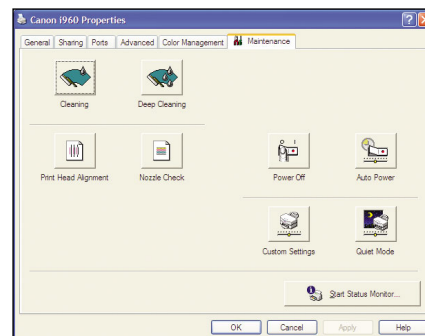 Canon i960 Properties
General Sharing Ports Advanced Color Management Maintenance
Cleaning Deep Cleaning
Print Head Alignment Nozzle Check Power Off Auto Power
Custom Settings Quiet Mode
Start Status Monitor...
OK Cancel Apply Help